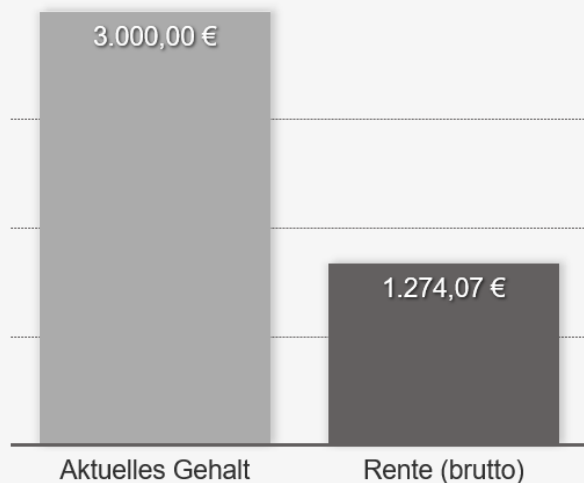 3.000,00 €
1.274,07 €
Aktuelles Gehalt
Rente (brutto)